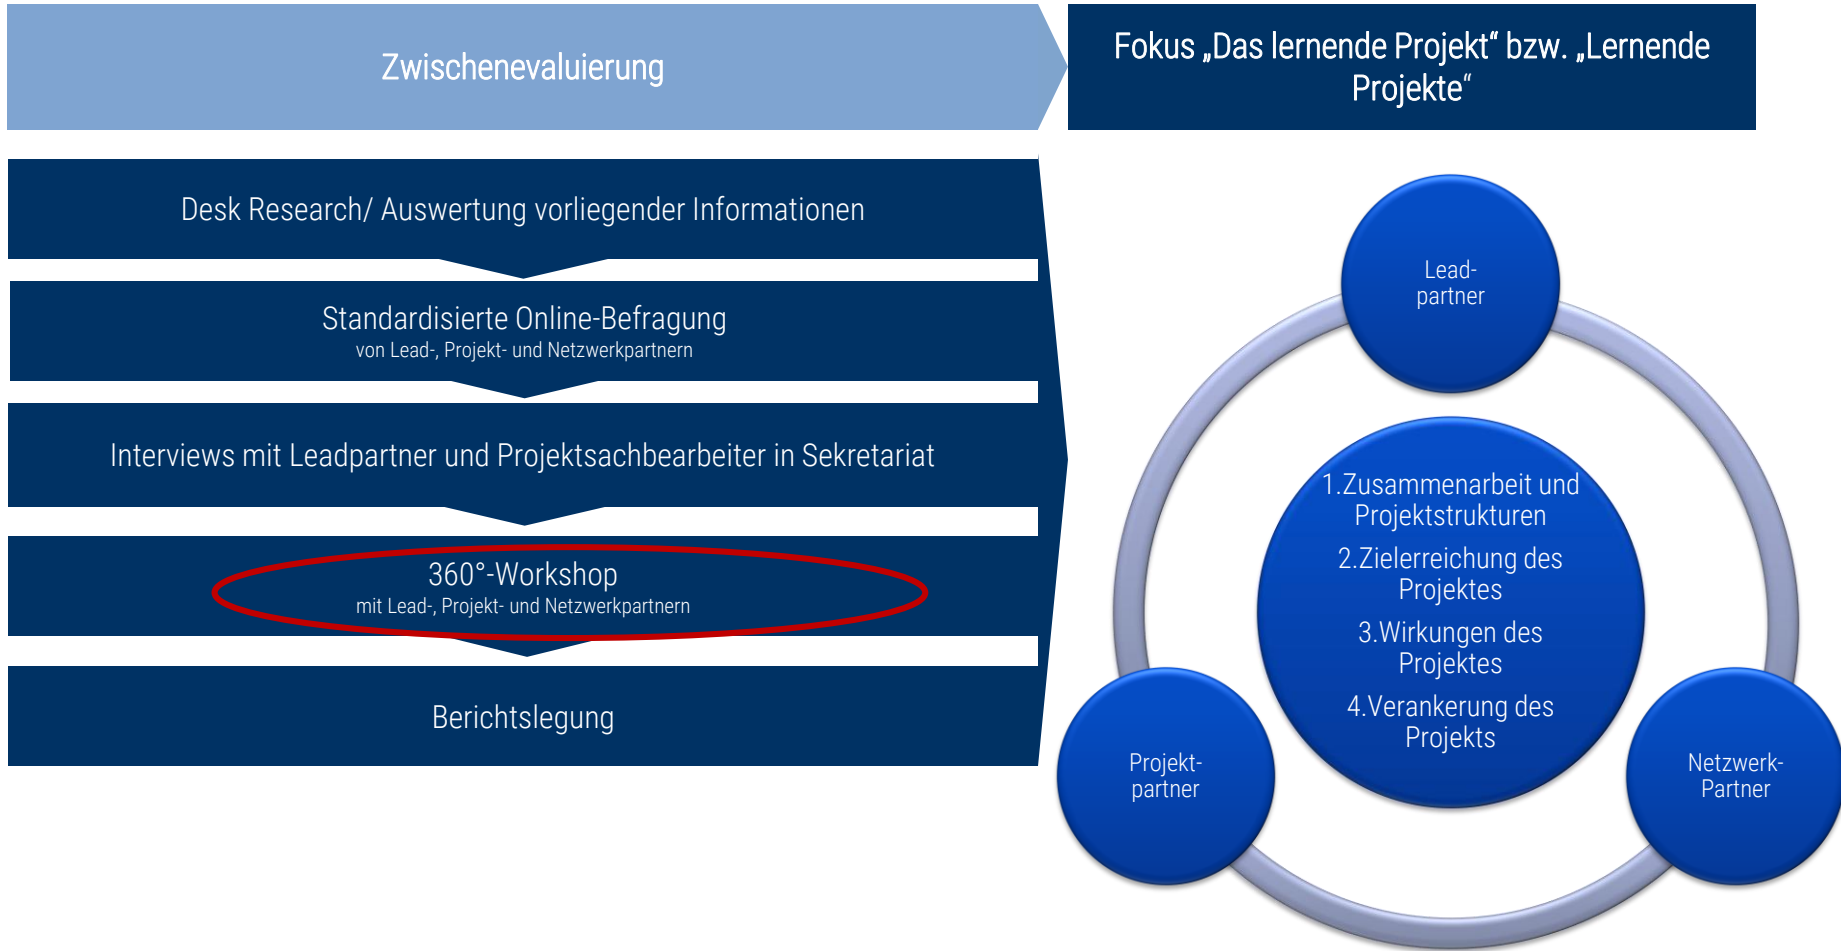 Zwischenevaluierung
Fokus „Das lernende Projekt“ bzw. „Lernende
Projekte“
Desk Research/ Auswertung vorliegender Informationen
Standardisierte Online-Befragung
von Lead-, Projekt- und Netzwerkpartnern
Interviews mit Leadpartner und Projektsachbearbeiter in Sekretariat
360°-Workshop
mit Lead-, Projekt- und Netzwerkpartnern
Berichtslegung
Lead-
partner
1.Zusammenarbeit und
Projektstrukturen
2.Zielerreichung des
Projektes
3.Wirkungen des
Projektes
4.Verankerung des
Projekts
Projekt-
partner
Netzwerk-
Partner